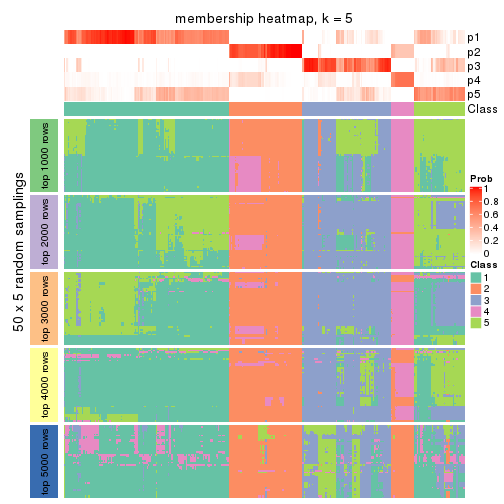 membership heatmap, k = 5
p1
p2
p3
p4
p5
Class
50 x 5 random samplings
top 1000 rows
top 2000 rows
top 3000 rows
top 4000 rows
top 5000 rows
Prob
1
0.8
0.6
0.4
0.2
0
Class
1
2
3
4
5